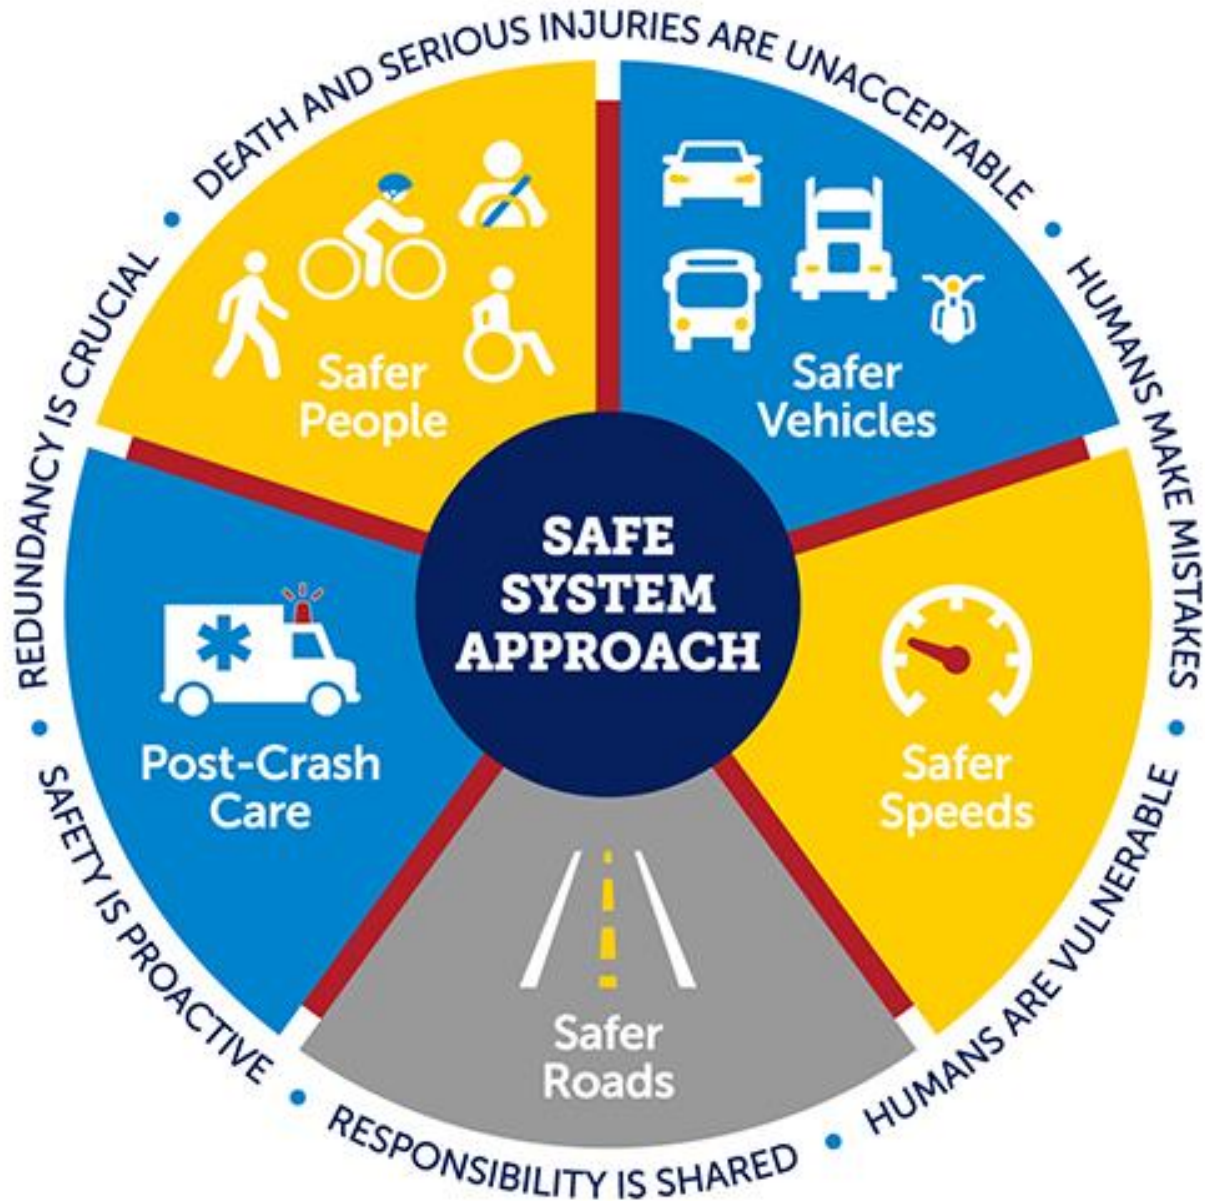 DEATH AND SERIOUS INJURIES ARE UNACCEPTABLE
HUMANS MAKE MISTAKES
HUMANS ARE VULNERABLE
RESPONSIBILITY IS SHARED
SAFETY IS PROACTIVE
REDUNDANCY IS CRUCIAL
Safer
People
Safer
Vehicles
SAFE
SYSTEM
APPROACH
Safer
Speeds
Post-Crash
Care
Safer
Roads